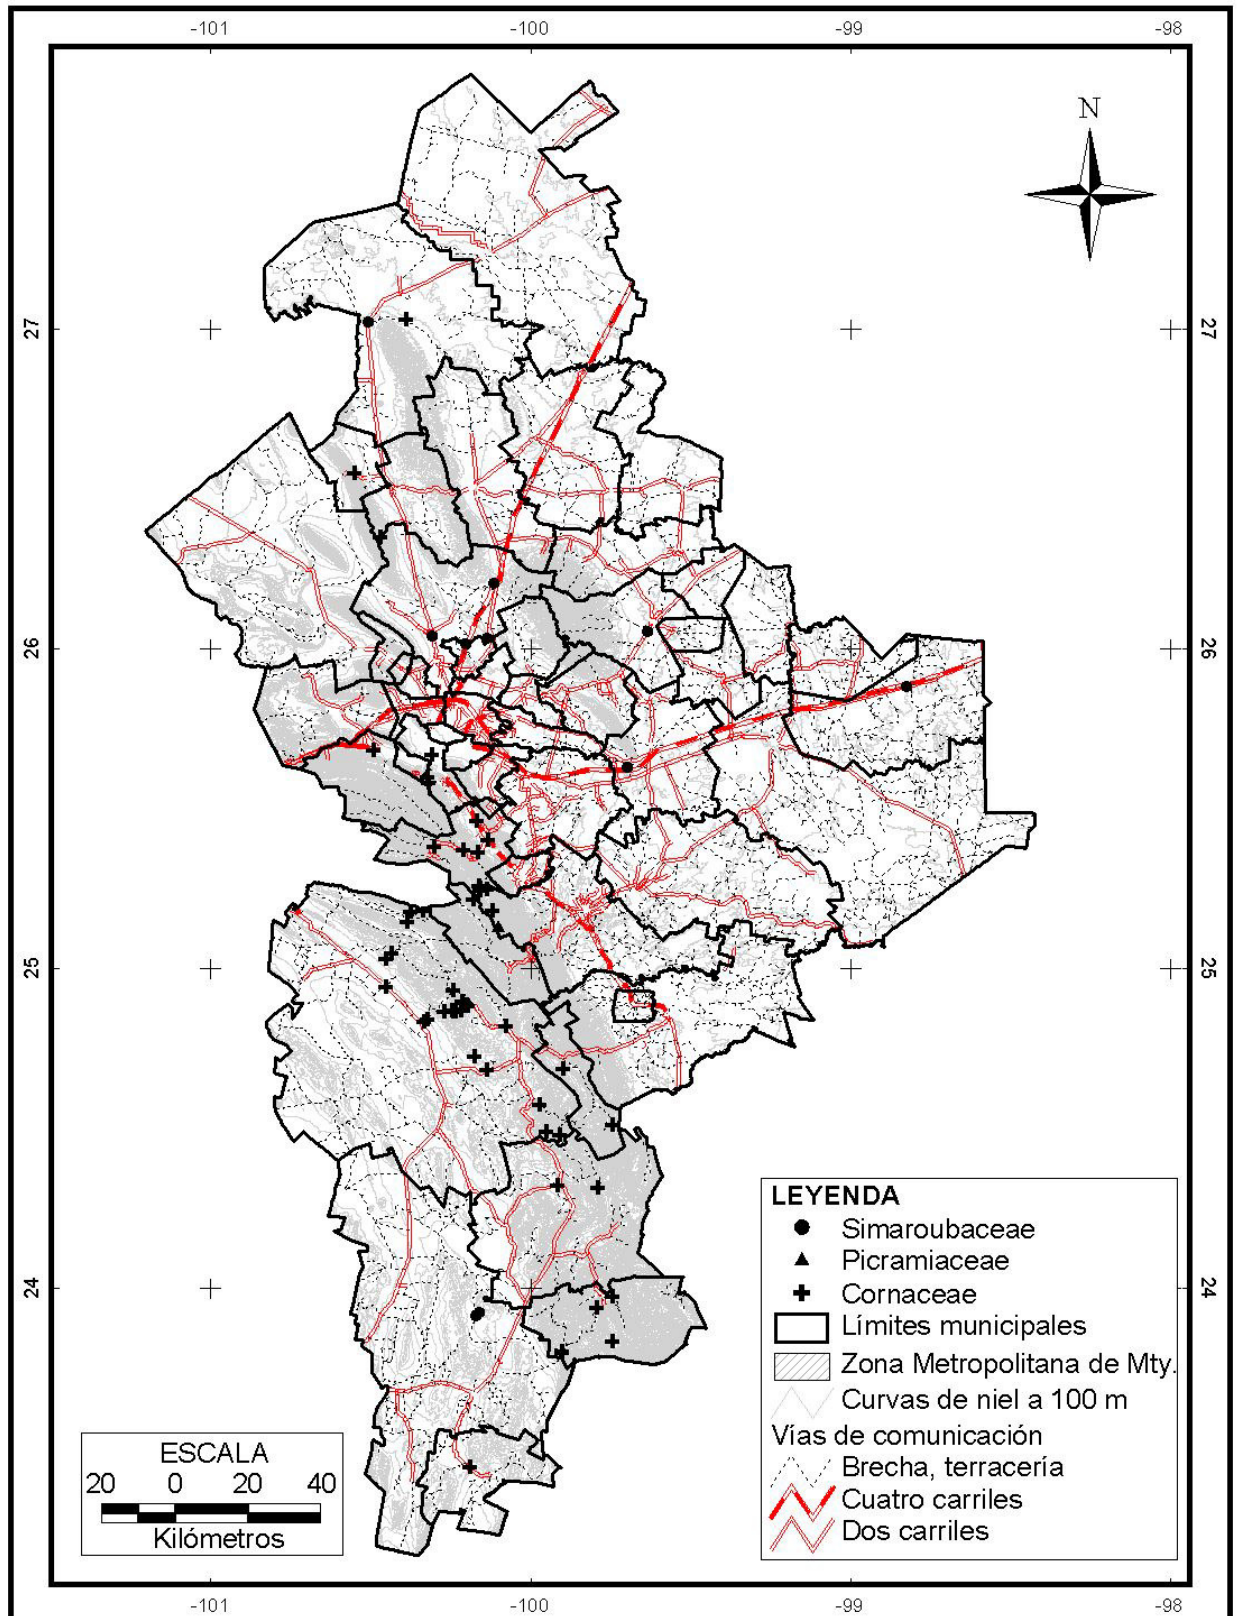 -101 -100 -99 -98
N
27 27
26 26
25 25
24 24
LEYENDA
Simaroubaceae
Picramiaceae
Cornaceae
Límites municipales
Zona Metropolitana de Mty.
Curvas de niel a 100 m
Vías de comunicación
Brecha, terracería
Cuatro carriles
Dos carriles
ESCALA
20 0 20 40
Kilómetros
-101 -100 -99 -98